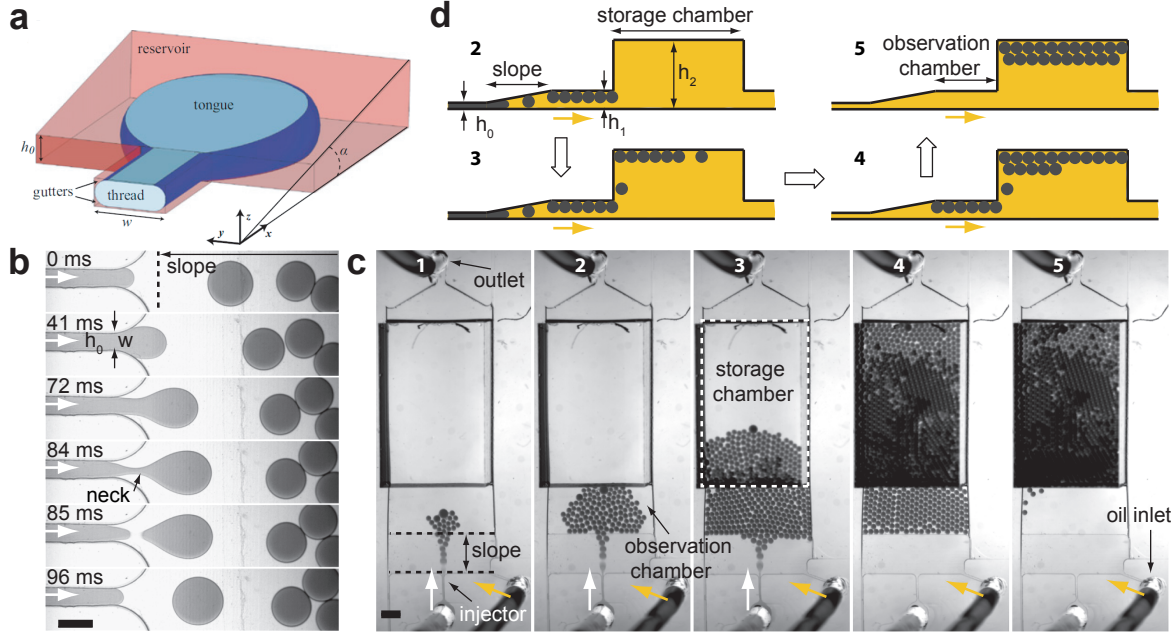 a
reservoir
tongue
h₀
α
gutters
thread
w
z
y
x
b
0 ms
slope
41 ms
h₀ w
72 ms
84 ms
neck
85 ms
96 ms
c
1
outlet
slope
injector
2
observation
chamber
3
storage
chamber
4
5
oil inlet
d
storage chamber
2
slope
h₂
h₀
h₁
3
5
observation
chamber
4